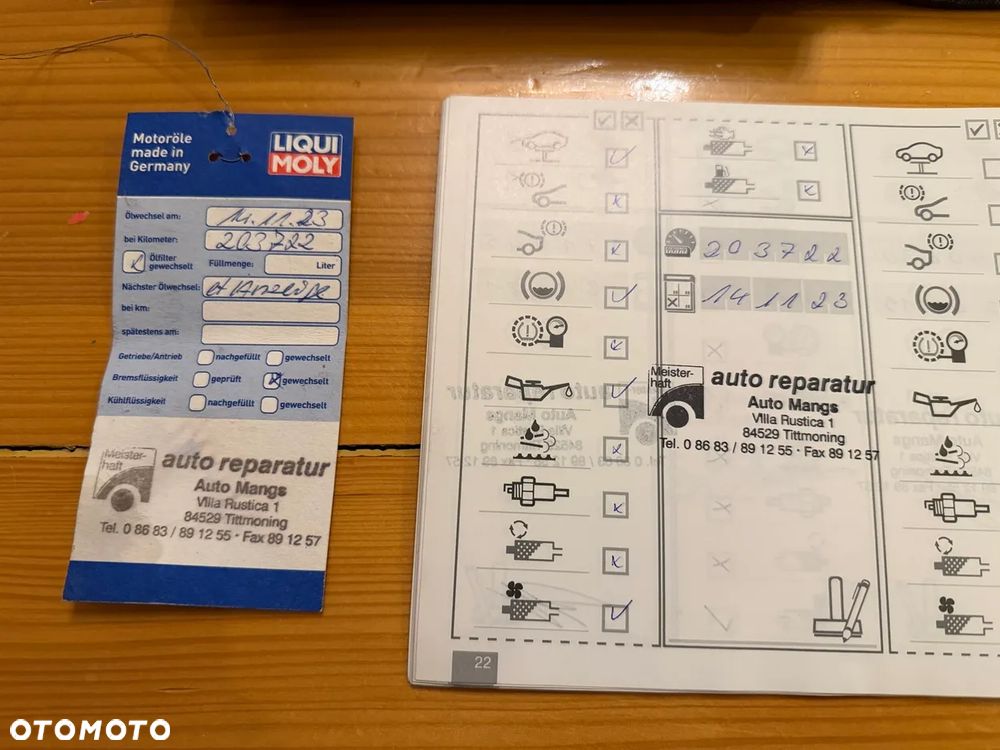 Motoröle
made in
Germany
LIQUI
MOLY
Ölwechsel am: 14.11.23
bei Kilometer: 203722
Ölfilter
gewechselt
Füllmenge: Liter
Nächster Ölwechsel: lt Anzeige
bei km:
spätestens am:
Getriebe/Antrieb nachgefüllt gewechselt
Bremsflüssigkeit geprüft gewechselt
Kühlflüssigkeit nachgefüllt gewechselt
Meister-
haft
auto reparatur
Auto Mangs
Villa Rustica 1
84529 Tittmoning
Tel. 0 86 83 / 89 12 55 · Fax 89 12 57
203722
14 11 23
Meister-
haft
auto reparatur
Auto Mangs
Villa Rustica 1
84529 Tittmoning
Tel. 0 86 83 / 89 12 55 · Fax 89 12 57
22
OTOMOTO